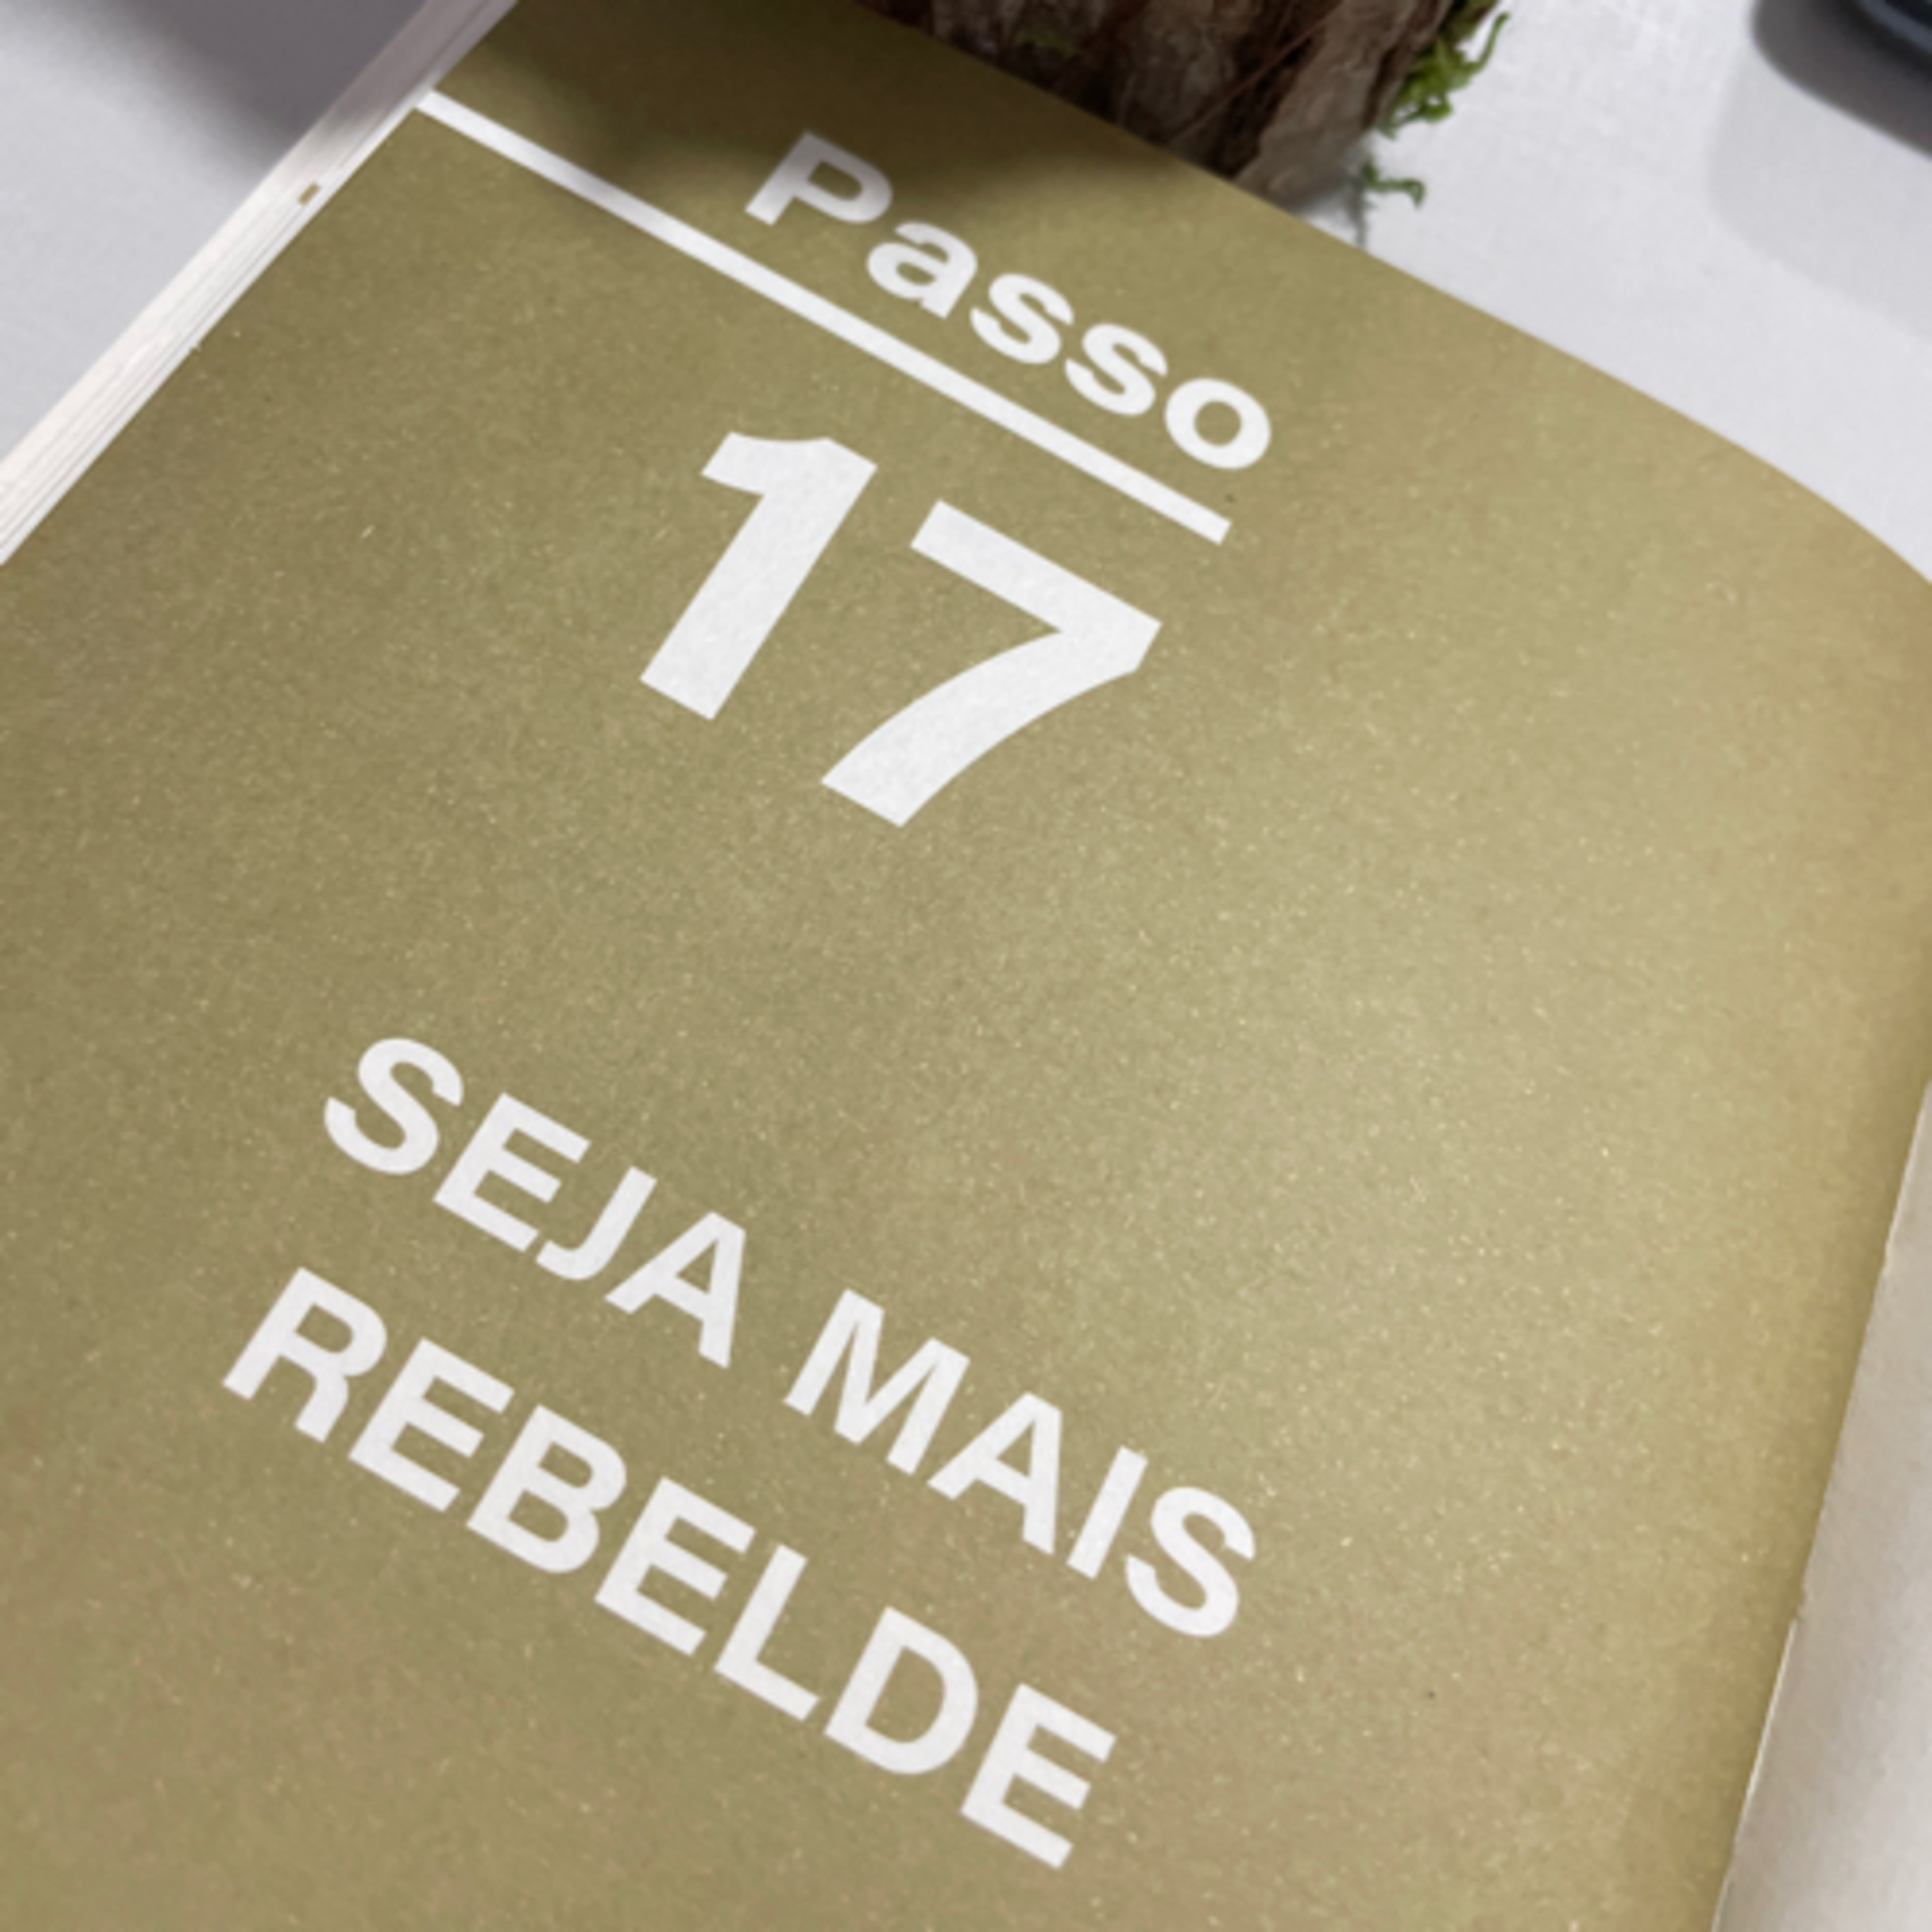 Passo
17
SEJA MAIS
REBELDE